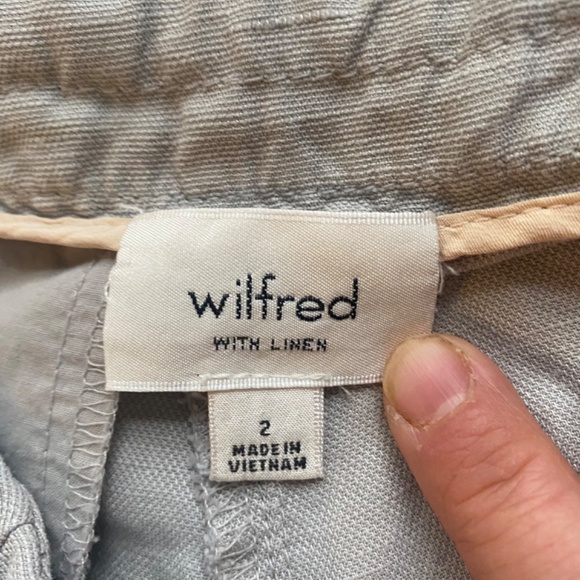 wilfred
WITH LINEN
2
MADE IN
VIETNAM